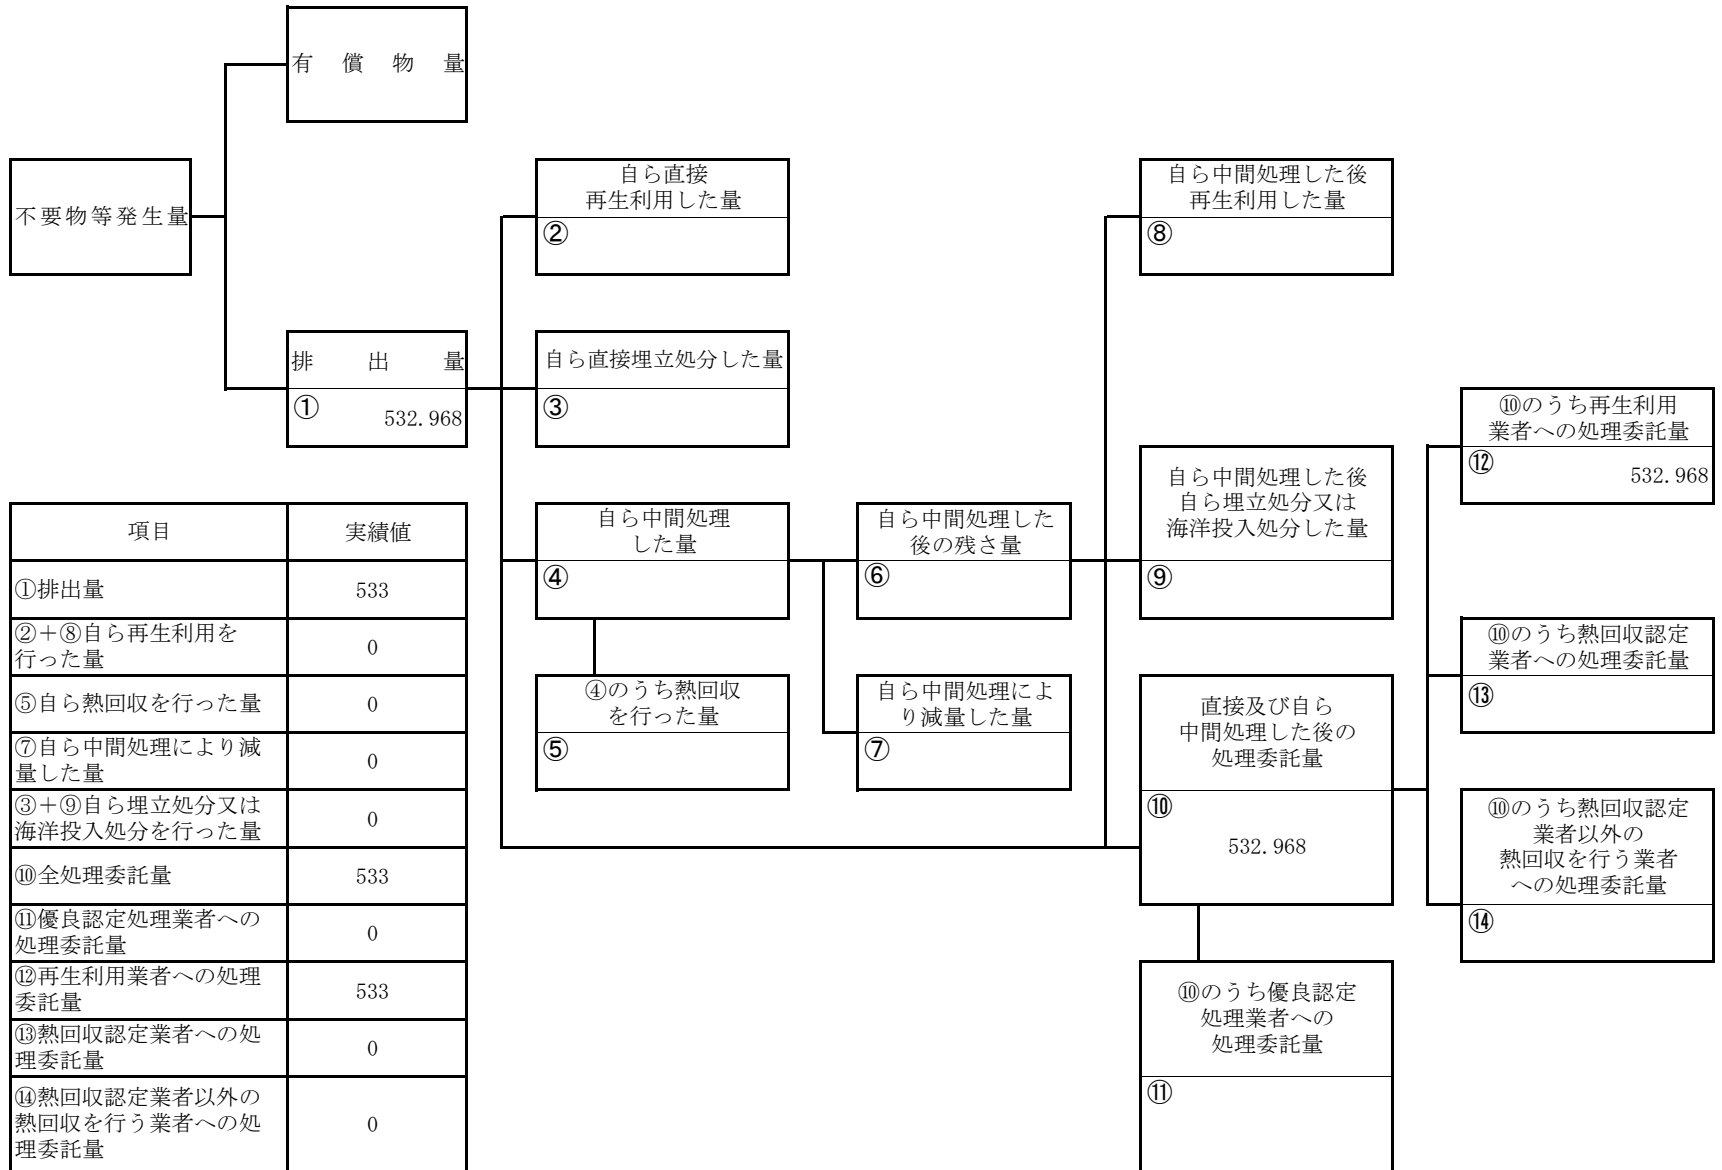 有償物量
不要物等発生量
排出量
① 532.968
自ら直接
再生利用した量
②
自ら直接埋立処分した量
③
自ら中間処理
した量
④
④のうち熱回収
を行った量
⑤
自ら中間処理した
後の残さ量
⑥
自ら中間処理によ
り減量した量
⑦
自ら中間処理した後
再生利用した量
⑧
自ら中間処理した後
自ら埋立処分又は
海洋投入処分した量
⑨
直接及び自ら
中間処理した後の
処理委託量
⑩
532.968
⑩のうち優良認定
処理業者への
処理委託量
⑪
⑩のうち再生利用
業者への処理委託量
⑫ 532.968
⑩のうち熱回収認定
業者への処理委託量
⑬
⑩のうち熱回収認定
業者以外の
熱回収を行う業者
への処理委託量
⑭
項目 実績値
①排出量 533
②+⑧自ら再生利用を
行った量 0
⑤自ら熱回収を行った量 0
⑦自ら中間処理により減
量した量 0
③+⑨自ら埋立処分又は
海洋投入処分を行った量 0
⑩全処理委託量 533
⑪優良認定処理業者への
処理委託量 0
⑫再生利用業者への処理
委託量 533
⑬熱回収認定業者への処
理委託量 0
⑭熱回収認定業者以外の
熱回収を行う業者への処
理委託量 0